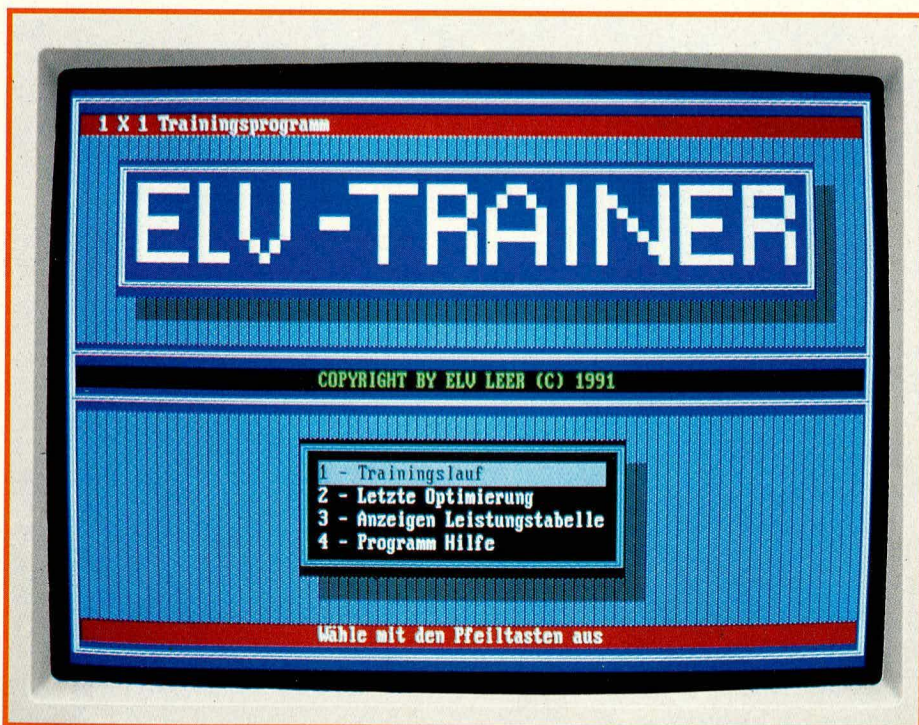 1 X 1 Trainingsprogramm
ELV-TRAINER
COPYRIGHT BY ELV LEER (C) 1991
1 - Trainingslauf
2 - Letzte Optimierung
3 - Anzeigen Leistungstabelle
4 - Programm Hilfe
Wähle mit den Pfeiltasten aus